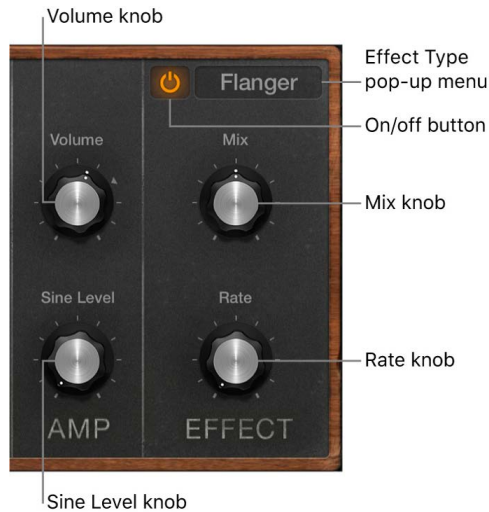 Volume knob
Effect Type
pop-up menu
Flanger
On/off button
Volume
Mix
Mix knob
Sine Level
Rate
Rate knob
AMP
EFFECT
Sine Level knob